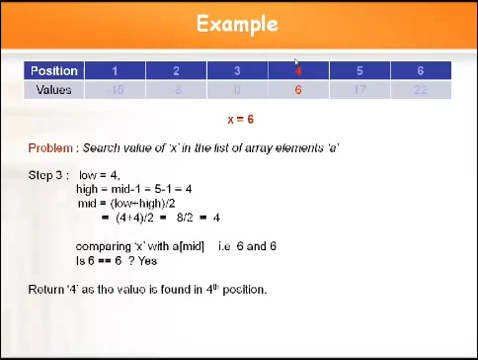 Example
Position 1 2 3 4 5 6
Values -15 -6 0 6 17 22
x = 6
Problem : Search value of ‘x’ in the list of array elements ‘a’
Step 3 : low = 4,
high = mid-1 = 5-1 = 4
mid = (low+high)/2
= (4+4)/2 = 8/2 = 4
comparing ‘x’ with a[mid] i.e 6 and 6
Is 6 == 6 ? Yes
Return ‘4’ as the value is found in 4th position.